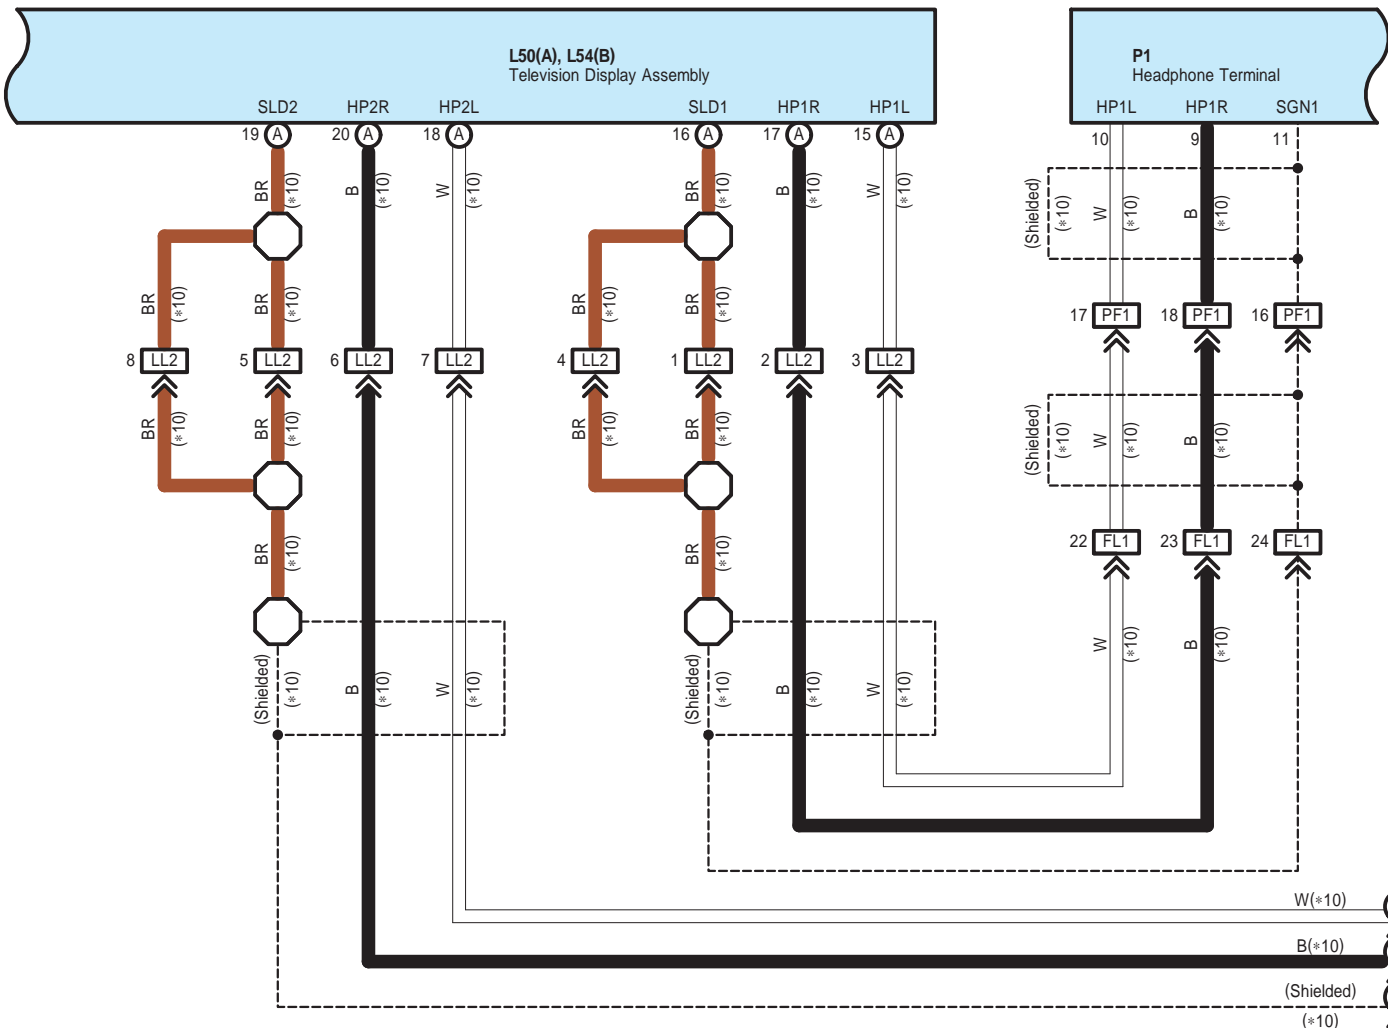 L50(A), L54(B)
Television Display Assembly
P1
Headphone Terminal
SLD2 HP2R HP2L SLD1 HP1R HP1L HP1L HP1R SGN1
19 A 20 A 18 A 16 A 17 A 15 A 10 9 11
BR (*10) B (*10) W (*10) BR (*10) B (*10) W (*10) (Shielded) (*10) W (*10) B (*10)
BR (*10) BR (*10) BR (*10) BR (*10)
17 PF1 18 PF1 16 PF1
8 LL2 5 LL2 6 LL2 7 LL2 4 LL2 1 LL2 2 LL2 3 LL2
BR (*10) BR (*10) BR (*10) BR (*10) (Shielded) (*10) W (*10) B (*10)
BR (*10) BR (*10)
22 FL1 23 FL1 24 FL1
W (*10) B (*10)
(Shielded) (*10) B (*10) W (*10) (Shielded) (*10) B (*10) W (*10)
W(*10)
B(*10)
(Shielded)
(*10)